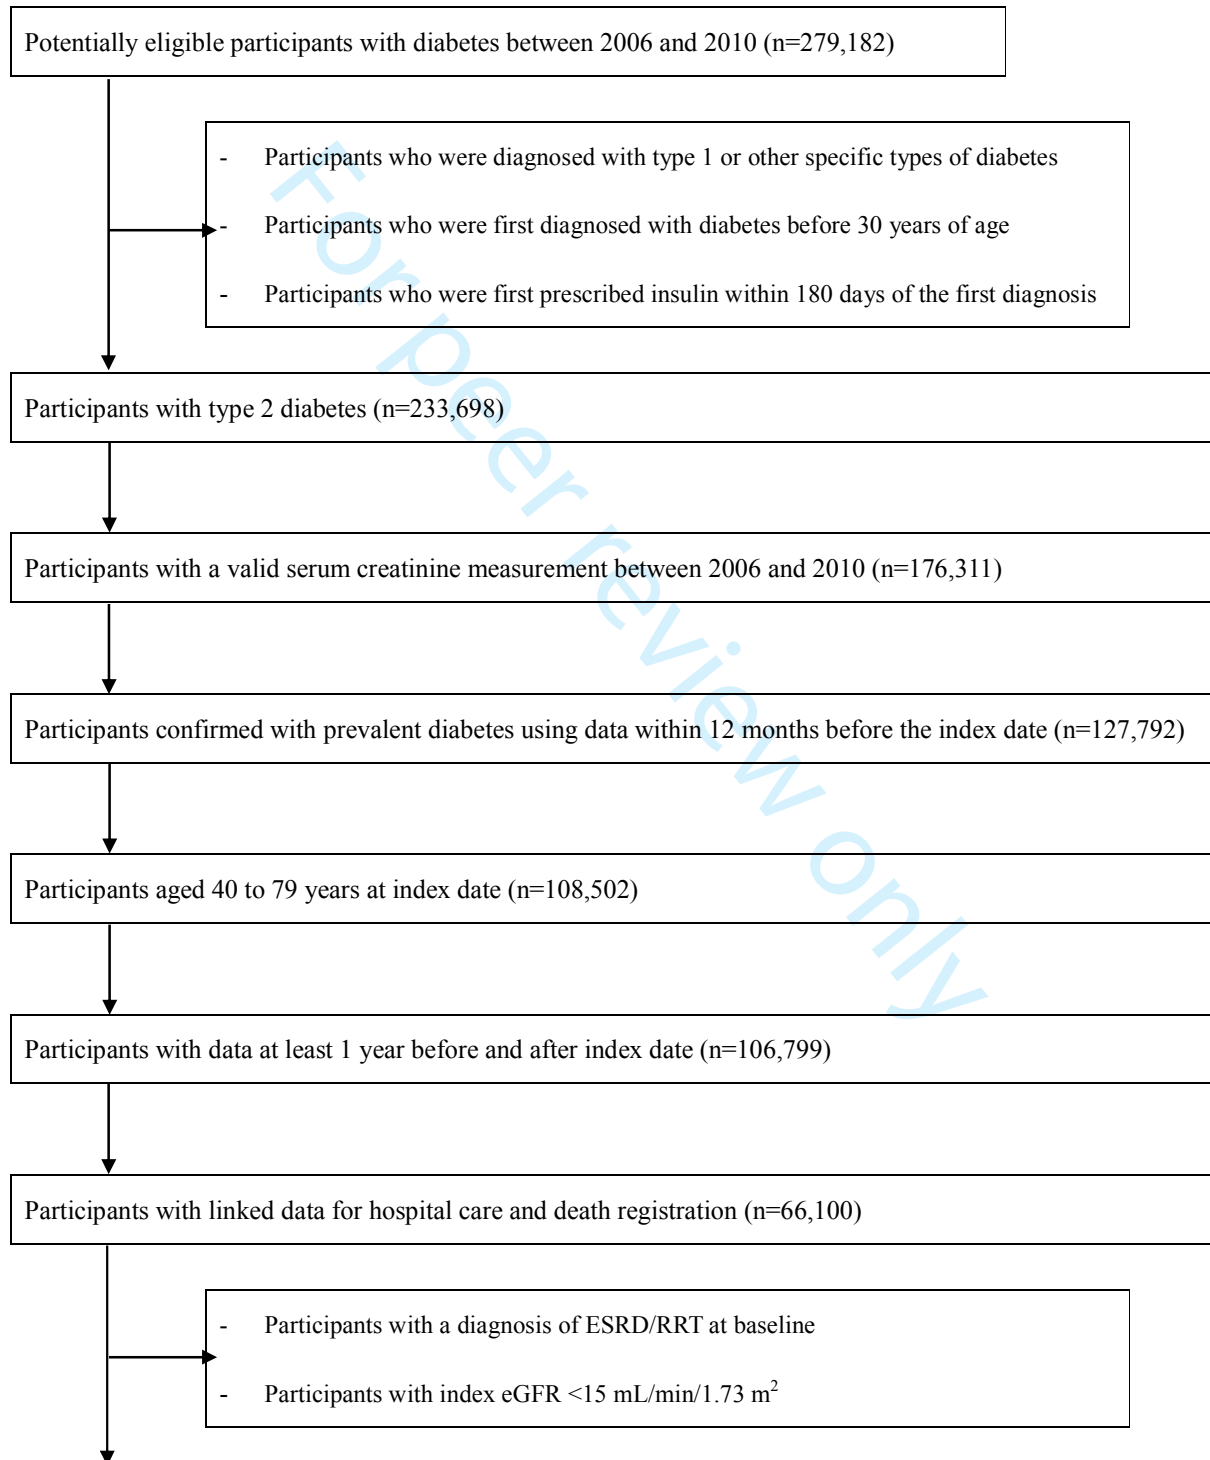 Potentially eligible participants with diabetes between 2006 and 2010 (n=279,182)
- Participants who were diagnosed with type 1 or other specific types of diabetes
- Participants who were first diagnosed with diabetes before 30 years of age
- Participants who were first prescribed insulin within 180 days of the first diagnosis
Participants with type 2 diabetes (n=233,698)
Participants with a valid serum creatinine measurement between 2006 and 2010 (n=176,311)
Participants confirmed with prevalent diabetes using data within 12 months before the index date (n=127,792)
Participants aged 40 to 79 years at index date (n=108,502)
Participants with data at least 1 year before and after index date (n=106,799)
Participants with linked data for hospital care and death registration (n=66,100)
- Participants with a diagnosis of ESRD/RRT at baseline
- Participants with index eGFR <15 mL/min/1.73 m²
For peer review only